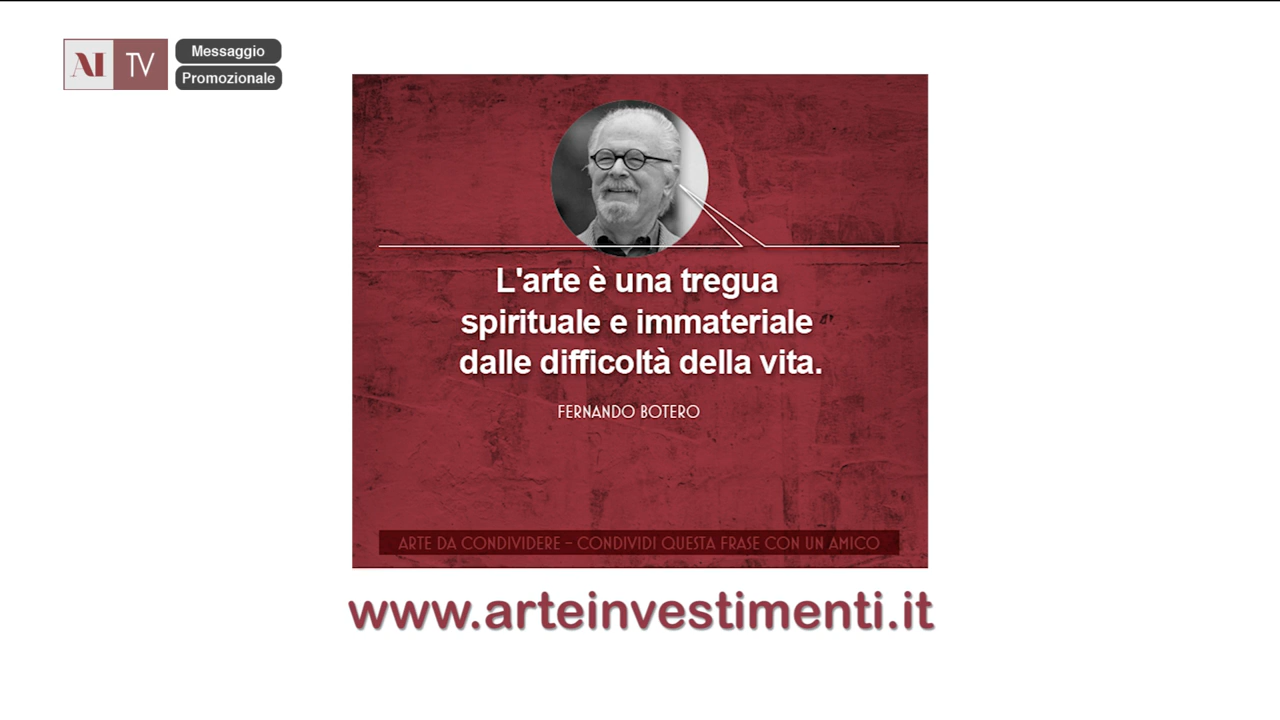 AI TV
Messaggio
Promozionale
L'arte è una tregua
spirituale e immateriale
dalle difficoltà della vita.
FERNANDO BOTERO
ARTE DA CONDIVIDERE – CONDIVIDI QUESTA FRASE CON UN AMICO
www.arteinvestimenti.it